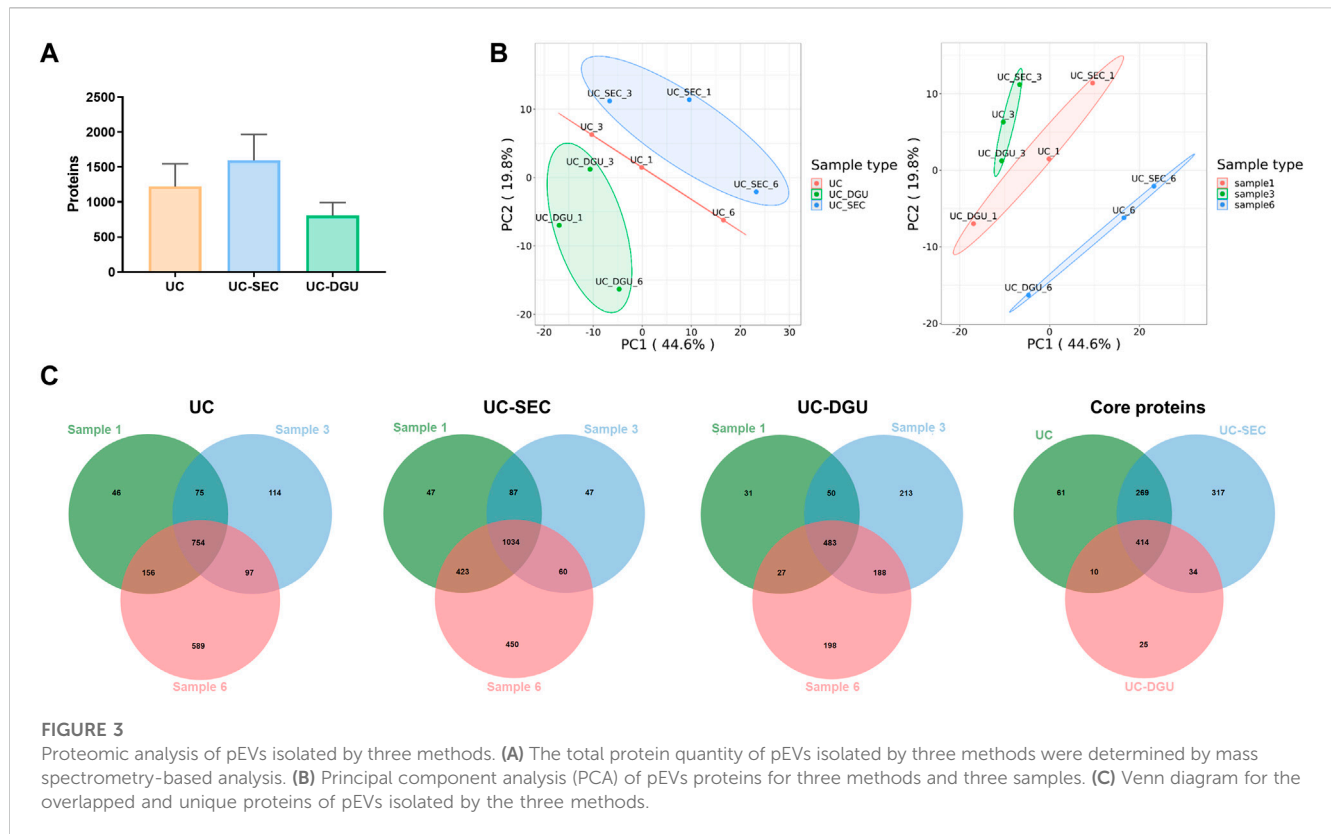 A
2500
2000
1500
1000
500
0
Proteins
UC
UC-SEC
UC-DGU
B
UC_SEC_3
UC_SEC_1
UC_3
UC_DGU_3
UC_1
UC_SEC_6
UC_DGU_1
UC_6
UC_DGU_6
10
0
-10
-20
PC2 ( 19.8% )
-20
-10
0
10
20
30
PC1 ( 44.6% )
Sample type
UC
UC_DGU
UC_SEC
UC_SEC_3
UC_SEC_1
UC_3
UC_DGU_3
UC_1
UC_SEC_6
UC_DGU_1
UC_6
UC_DGU_6
10
0
-10
-20
PC2 ( 19.8% )
-20
0
20
PC1 ( 44.6% )
Sample type
sample1
sample3
sample6
C
UC
Sample 1
Sample 3
46
75
114
754
156
97
589
Sample 6
UC-SEC
Sample 1
Sample 3
47
87
47
1034
423
60
450
Sample 6
UC-DGU
Sample 1
Sample 3
31
50
213
483
27
188
198
Sample 6
Core proteins
UC
UC-SEC
61
269
317
414
10
34
25
UC-DGU
FIGURE 3
Proteomic analysis of pEVs isolated by three methods. (A) The total protein quantity of pEVs isolated by three methods were determined by mass
spectrometry-based analysis. (B) Principal component analysis (PCA) of pEVs proteins for three methods and three samples. (C) Venn diagram for the
overlapped and unique proteins of pEVs isolated by the three methods.